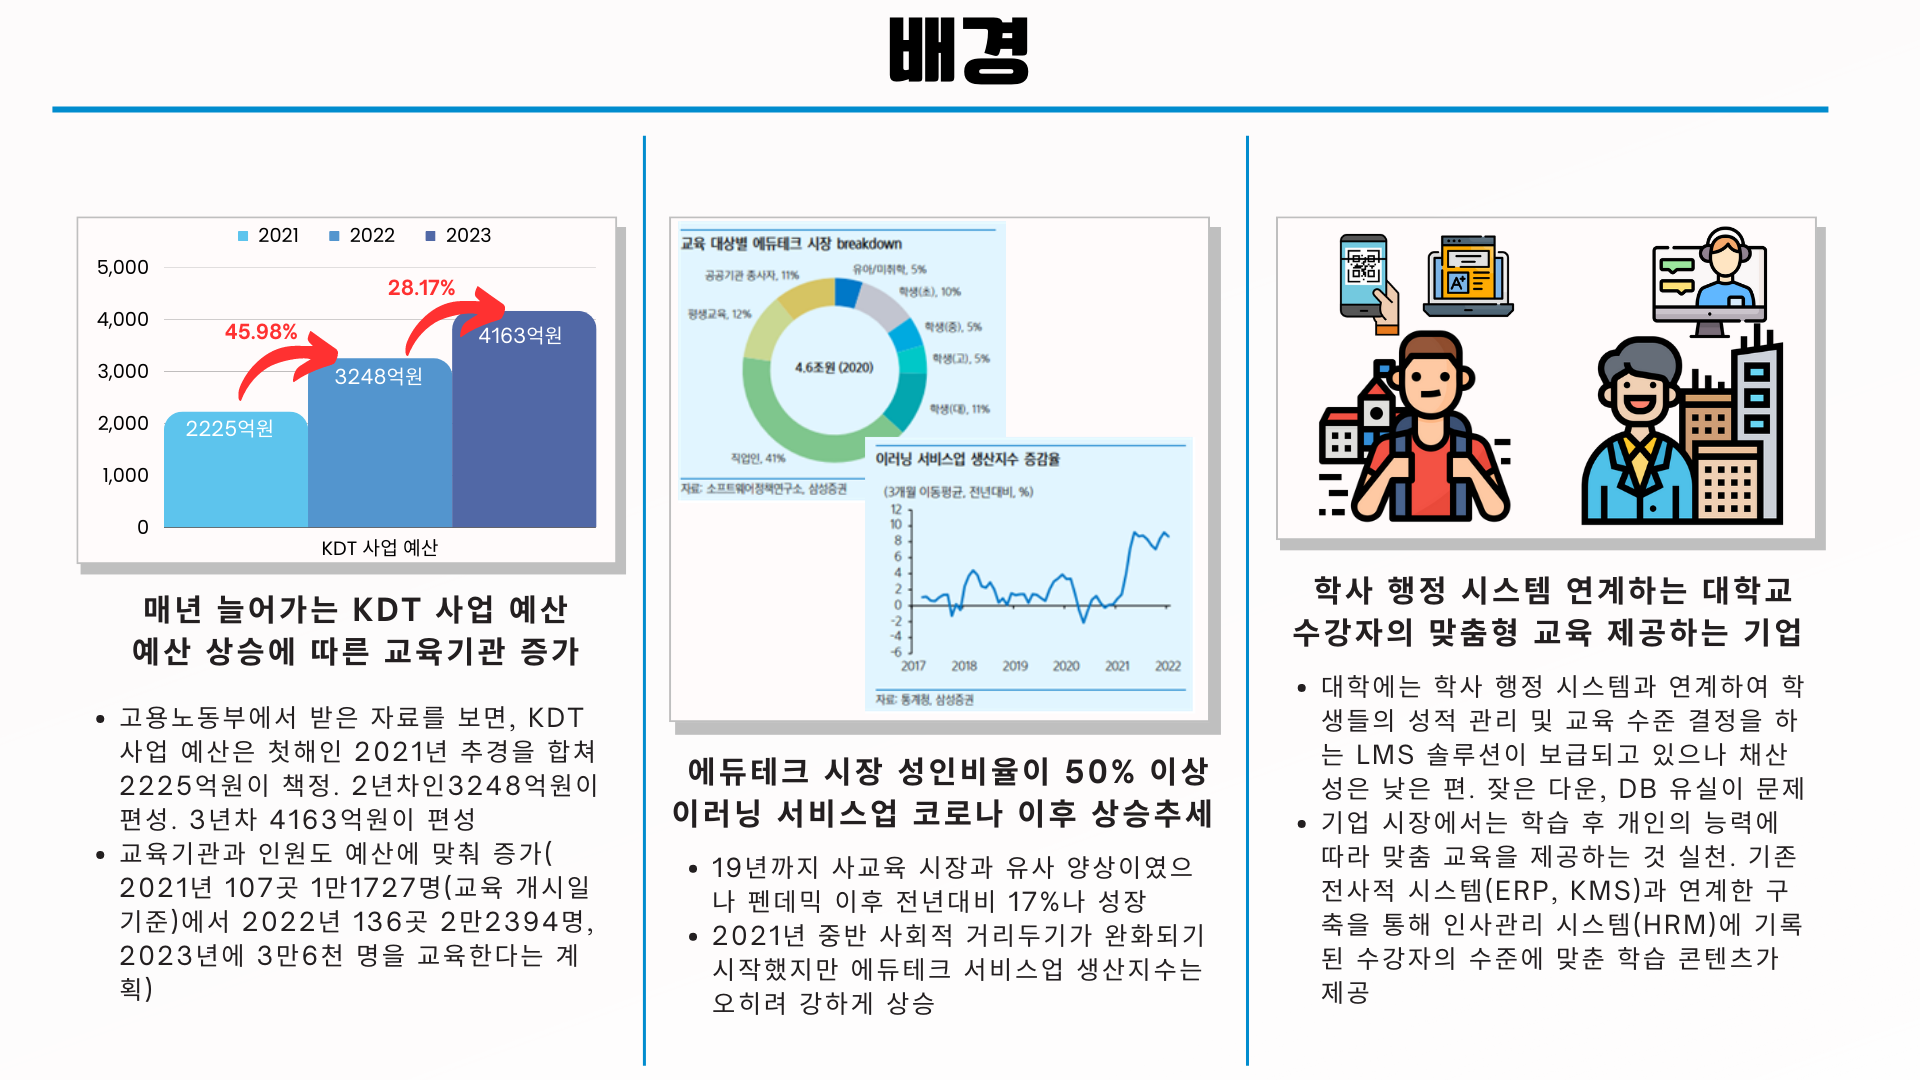 배경
2021 2022 2023
5,000
4,000
3,000
2,000
1,000
0
45.98%
28.17%
2225억원
3248억원
4163억원
KDT 사업 예산
매년 늘어가는 KDT 사업 예산
예산 상승에 따른 교육기관 증가
• 고용노동부에서 받은 자료를 보면, KDT
사업 예산은 첫해인 2021년 추경을 합쳐
2225억원이 책정. 2년차인3248억원이
편성. 3년차 4163억원이 편성
• 교육기관과 인원도 예산에 맞춰 증가(
2021년 107곳 1만1727명(교육 개시일
기준)에서 2022년 136곳 2만2394명,
2023년에 3만6천 명을 교육한다는 계
획)
교육 대상별 에듀테크 시장 breakdown
공공기관 종사자, 11%
유아/미취학, 5%
학생(초), 10%
평생교육, 12%
학생(중), 5%
학생(고), 5%
4.6조원 (2020)
학생(대), 11%
직업인, 41%
자료: 소프트웨어정책연구소, 삼성증권
이러닝 서비스업 생산지수 증감율
(3개월 이동평균, 전년대비, %)
12
10
8
6
4
2
0
-2
-4
-6
2017 2018 2019 2020 2021 2022
자료: 통계청, 삼성증권
에듀테크 시장 성인비율이 50% 이상
이러닝 서비스업 코로나 이후 상승추세
• 19년까지 사교육 시장과 유사 양상이였으
나 펜데믹 이후 전년대비 17%나 성장
• 2021년 중반 사회적 거리두기가 완화되기
시작했지만 에듀테크 서비스업 생산지수는
오히려 강하게 상승
A+
학사 행정 시스템 연계하는 대학교
수강자의 맞춤형 교육 제공하는 기업
• 대학에는 학사 행정 시스템과 연계하여 학
생들의 성적 관리 및 교육 수준 결정을 하
는 LMS 솔루션이 보급되고 있으나 채산
성은 낮은 편. 잦은 다운, DB 유실이 문제
• 기업 시장에서는 학습 후 개인의 능력에
따라 맞춤 교육을 제공하는 것 실천. 기존
전사적 시스템(ERP, KMS)과 연계한 구
축을 통해 인사관리 시스템(HRM)에 기록
된 수강자의 수준에 맞춘 학습 콘텐츠가
제공